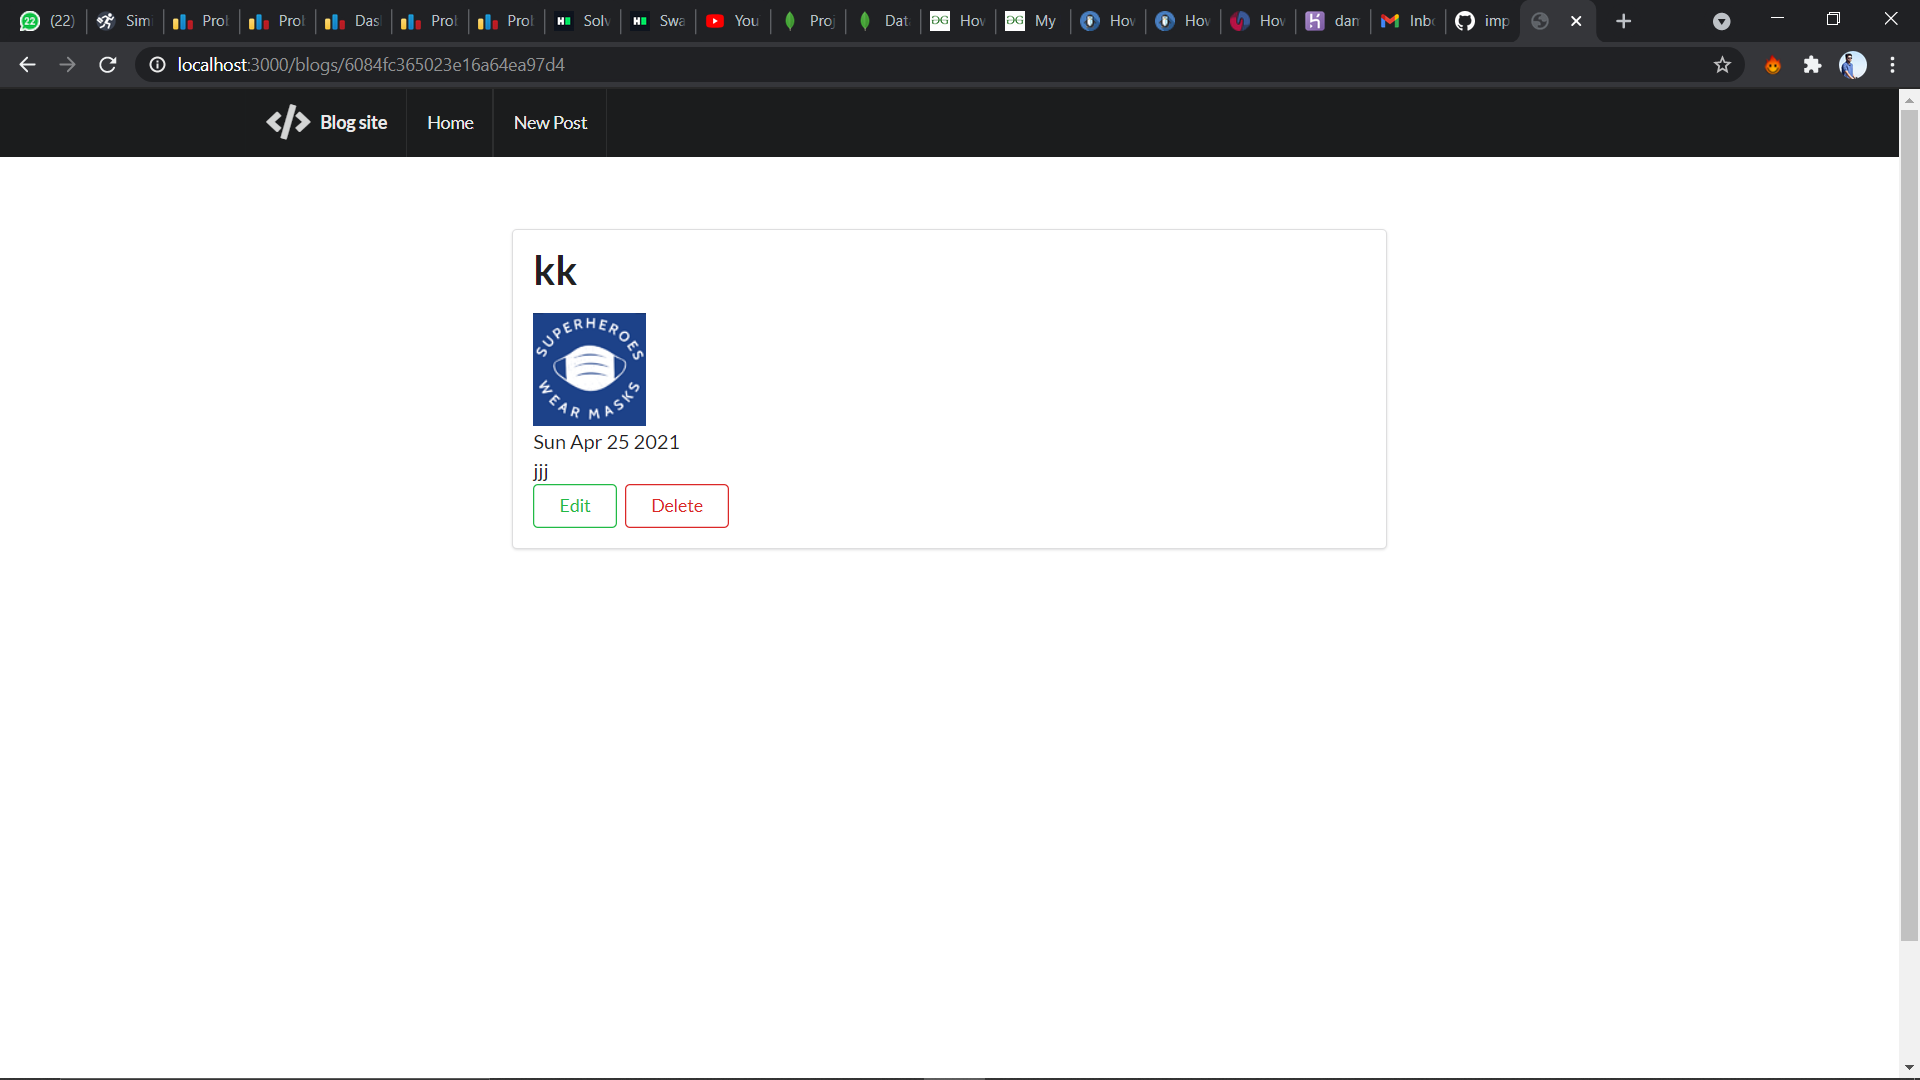 22 (22) Sim Prol Prol Das Prol Prol Solv Swa You Proj Dat Hov My Hov Hov Hov dan Inb imp
localhost:3000/blogs/6084fc365023e16a64ea97d4
Blog site Home New Post
kk
SUPERHEROES
WEAR MASKS
Sun Apr 25 2021
jjj
Edit Delete